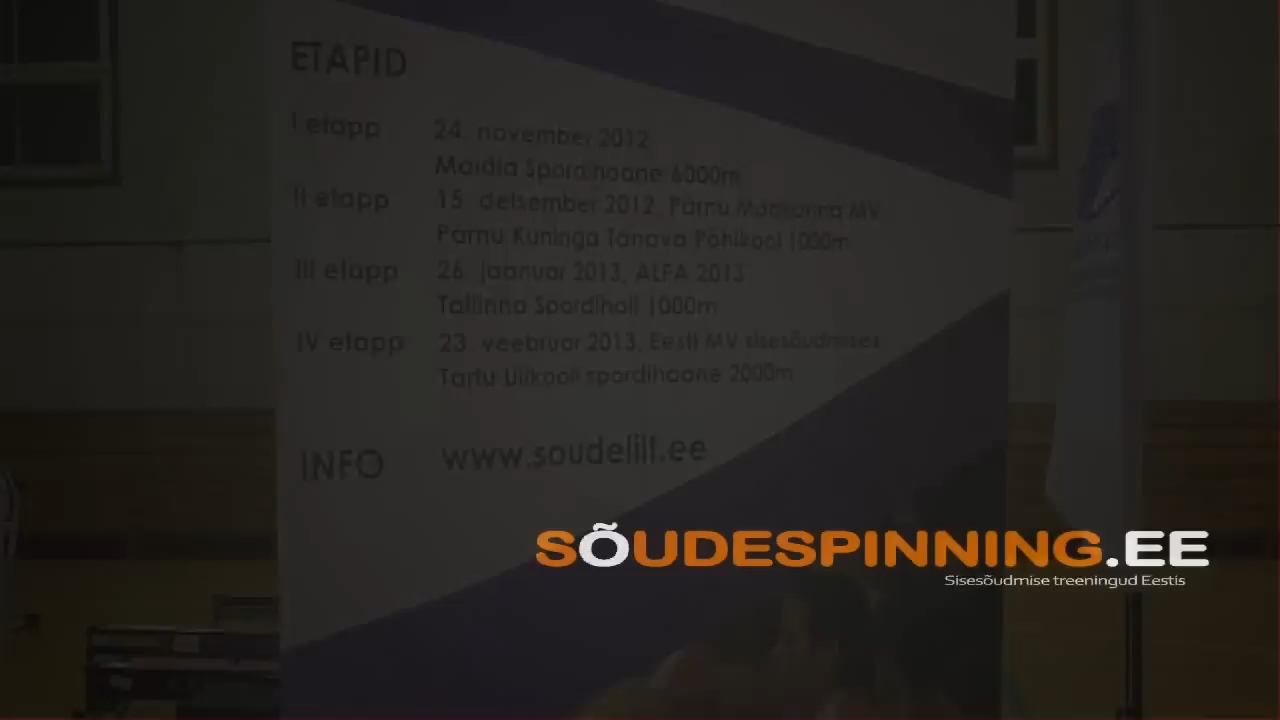 ETAPID
I etapp 24. november 2012
Maidla Spordihoone 6000m
II etapp 15. detsember 2012, Pärnu Maakonna MV
Pärnu Kuninga Tänava Põhikool 1000m
III etapp 26. jaanuar 2013, ALFA 2013
Tallinna Spordihall 1000m
IV etapp 23. veebruar 2013, Eesti MV sisesõudmises
Tartu Ülikooli spordihoone 2000m
INFO www.soudeliit.ee
SÕUDESPINNING.EE
Sisesõudmise treeningud Eestis